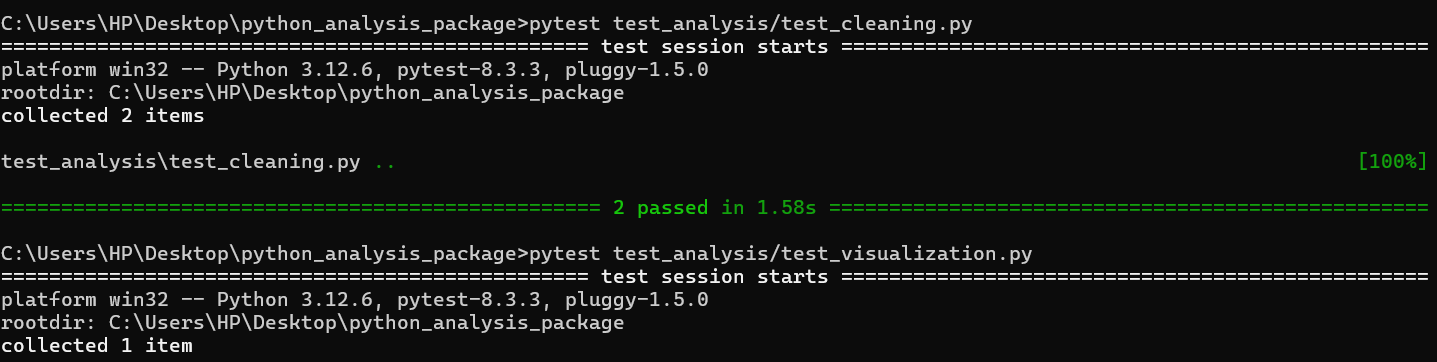 C:\Users\HP\Desktop\python_analysis_package>pytest test_analysis/test_cleaning.py
================================================= test session starts =================================================
platform win32 -- Python 3.12.6, pytest-8.3.3, pluggy-1.5.0
rootdir: C:\Users\HP\Desktop\python_analysis_package
collected 2 items
test_analysis\test_cleaning.py .. [100%]
================================================== 2 passed in 1.58s ==================================================
C:\Users\HP\Desktop\python_analysis_package>pytest test_analysis/test_visualization.py
================================================= test session starts =================================================
platform win32 -- Python 3.12.6, pytest-8.3.3, pluggy-1.5.0
rootdir: C:\Users\HP\Desktop\python_analysis_package
collected 1 item